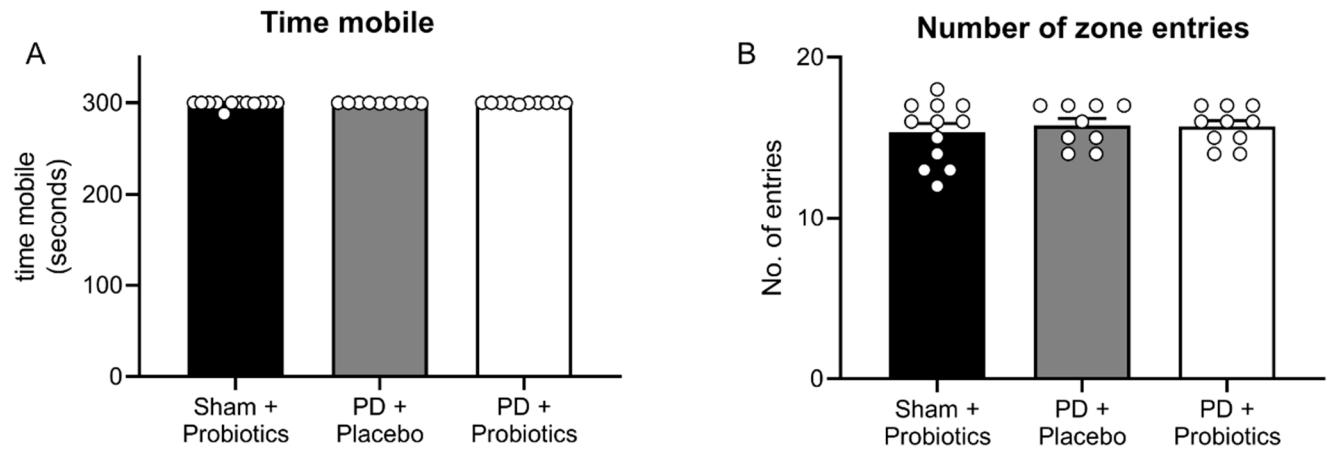 A
Time mobile
time mobile
(seconds)
300
200
100
0
Sham +
Probiotics
PD +
Placebo
PD +
Probiotics
B
Number of zone entries
No. of entries
20
10
0
Sham +
Probiotics
PD +
Placebo
PD +
Probiotics